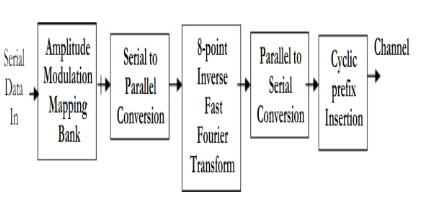 Serial
Data
In
Amplitude
Modulation
Mapping
Bank
Serial to
Parallel
Conversion
8-point
Inverse
Fast
Fourier
Transform
Parallel to
Serial
Conversion
Cyclic
prefix
Insertion
Channel